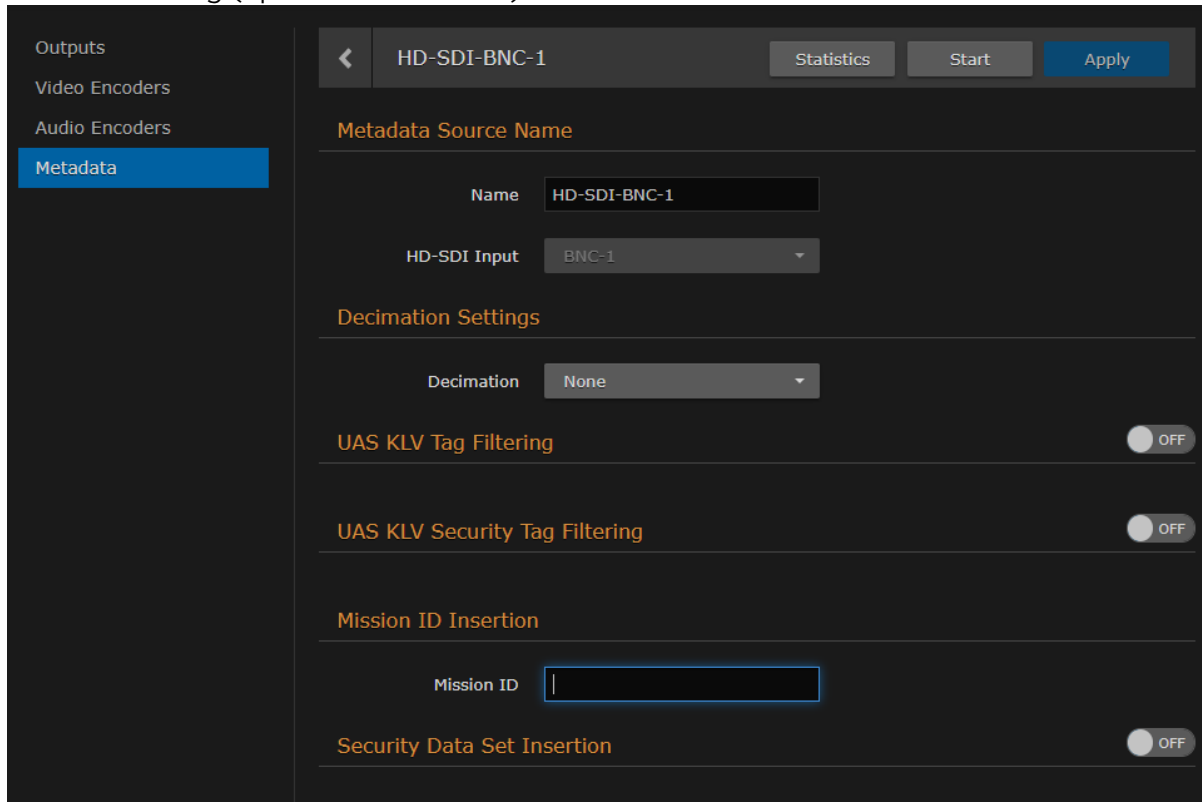 Outputs
Video Encoders
Audio Encoders
Metadata
HD-SDI-BNC-1
Statistics
Start
Apply
Metadata Source Name
Name HD-SDI-BNC-1
HD-SDI Input BNC-1
Decimation Settings
Decimation None
UAS KLV Tag Filtering OFF
UAS KLV Security Tag Filtering OFF
Mission ID Insertion
Mission ID
Security Data Set Insertion OFF